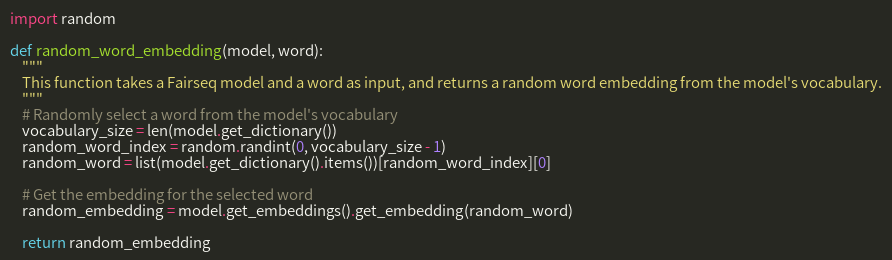 import random
def random_word_embedding(model, word):
"""
This function takes a Fairseq model and a word as input, and returns a random word embedding from the model's vocabulary.
"""
# Randomly select a word from the model's vocabulary
vocabulary_size = len(model.get_dictionary())
random_word_index = random.randint(0, vocabulary_size - 1)
random_word = list(model.get_dictionary().items())[random_word_index][0]
# Get the embedding for the selected word
random_embedding = model.get_embeddings().get_embedding(random_word)
return random_embedding